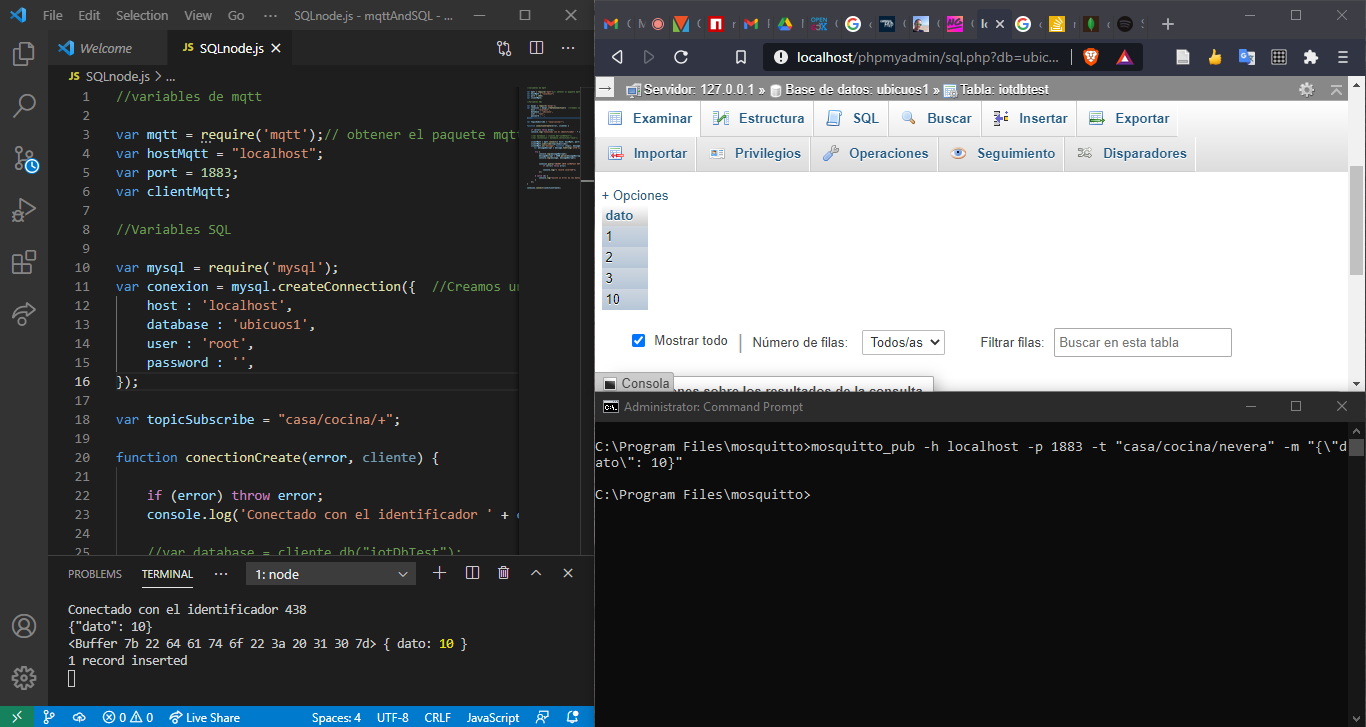 File Edit Selection View Go ··· SQLnode.js - mqttAndSQL - ...
Welcome
JS SQLnode.js
JS SQLnode.js > ...
1 //variables de mqtt
2
3 var mqtt = require('mqtt');// obtener el paquete mqtt
4 var hostMqtt = "localhost";
5 var port = 1883;
6 var clientMqtt;
7
8 //Variables SQL
9
10 var mysql = require('mysql');
11 var conexion = mysql.createConnection({ //Creamos un
12 host : 'localhost',
13 database : 'ubicuos1',
14 user : 'root',
15 password : '',
16 });
17
18 var topicSubscribe = "casa/cocina/+";
19
20 function conectionCreate(error, cliente) {
21
22 if (error) throw error;
23 console.log('Conectado con el identificador ' + c
24
25 //var database = cliente.db("iotDbTest");
PROBLEMS TERMINAL ··· 1: node
Conectado con el identificador 438
{"dato": 10}
<Buffer 7b 22 64 61 74 6f 22 3a 20 31 30 7d> { dato: 10 }
1 record inserted
0 0 Live Share Spaces: 4 UTF-8 CRLF JavaScript
localhost/phpmyadmin/sql.php?db=ubic...
Servidor: 127.0.0.1 » Base de datos: ubicuos1 » Tabla: iotdbtest
Examinar Estructura SQL Buscar Insertar Exportar
Importar Privilegios Operaciones Seguimiento Disparadores
+ Opciones
dato
1
2
3
10
Mostrar todo | Número de filas: Todos/as Filtrar filas: Buscar en esta tabla
Consola
nes sobre los resultados de la consulta
Administrator: Command Prompt
C:\Program Files\mosquitto>mosquitto_pub -h localhost -p 1883 -t "casa/cocina/nevera" -m "{\"d
ato\": 10}"
C:\Program Files\mosquitto>